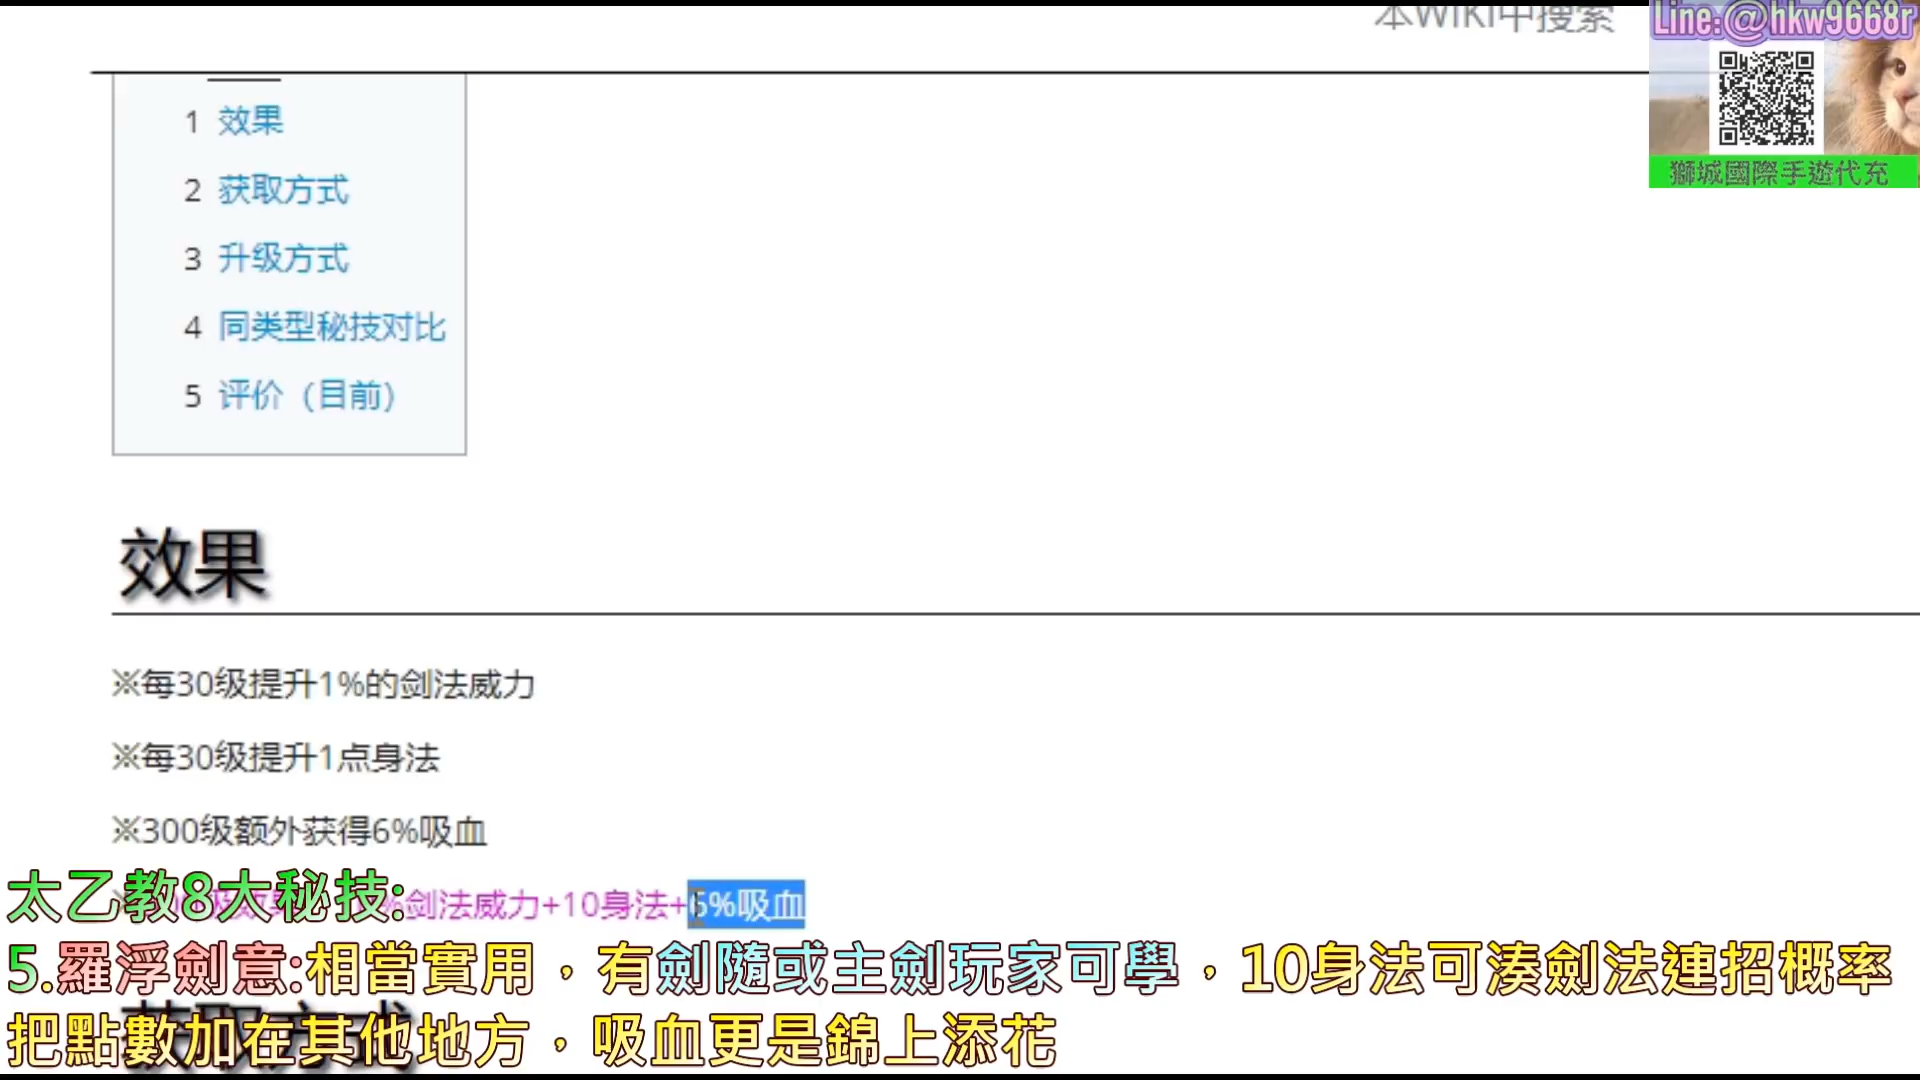 本WIKI中搜索
Line:@hkw9668r
獅城國際手遊代充
1 效果
2 获取方式
3 升级方式
4 同类型秘技对比
5 评价（目前）
效果
※每30级提升1%的剑法威力
※每30级提升1点身法
※300级额外获得6%吸血
%剑法威力+10身法+6%吸血
太乙教8大秘技:
5.羅浮劍意:相當實用，有劍隨或主劍玩家可學，10身法可湊劍法連招概率
把點數加在其他地方，吸血更是錦上添花